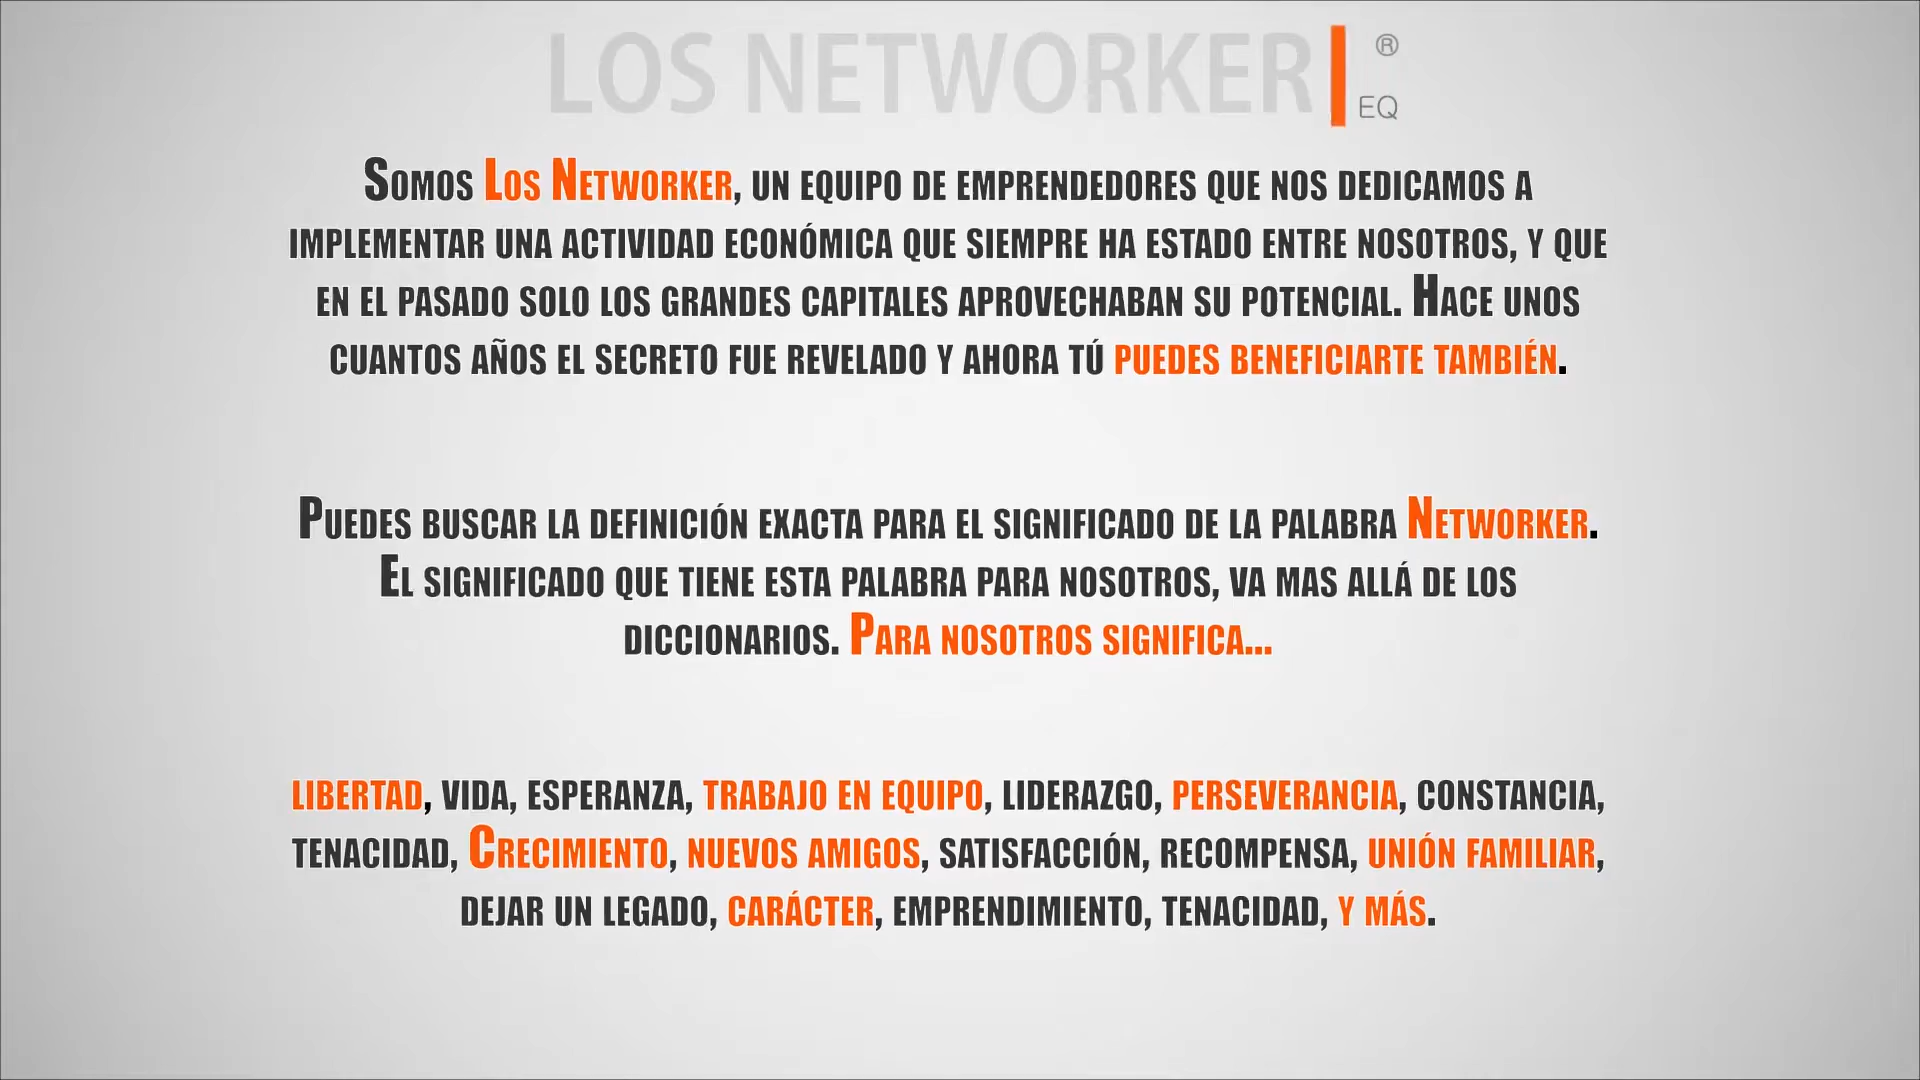 LOS NETWORKER
®
EQ
Somos Los Networker, un equipo de emprendedores que nos dedicamos a
implementar una actividad económica que siempre ha estado entre nosotros, y que
en el pasado solo los grandes capitales aprovechaban su potencial. Hace unos
cuantos años el secreto fue revelado y ahora tú puedes beneficiarte también.
Puedes buscar la definición exacta para el significado de la palabra Networker.
El significado que tiene esta palabra para nosotros, va mas allá de los
diccionarios. Para nosotros significa...
libertad, vida, esperanza, trabajo en equipo, liderazgo, perseverancia, constancia,
tenacidad, Crecimiento, nuevos amigos, satisfacción, recompensa, unión familiar,
dejar un legado, carácter, emprendimiento, tenacidad, y más.